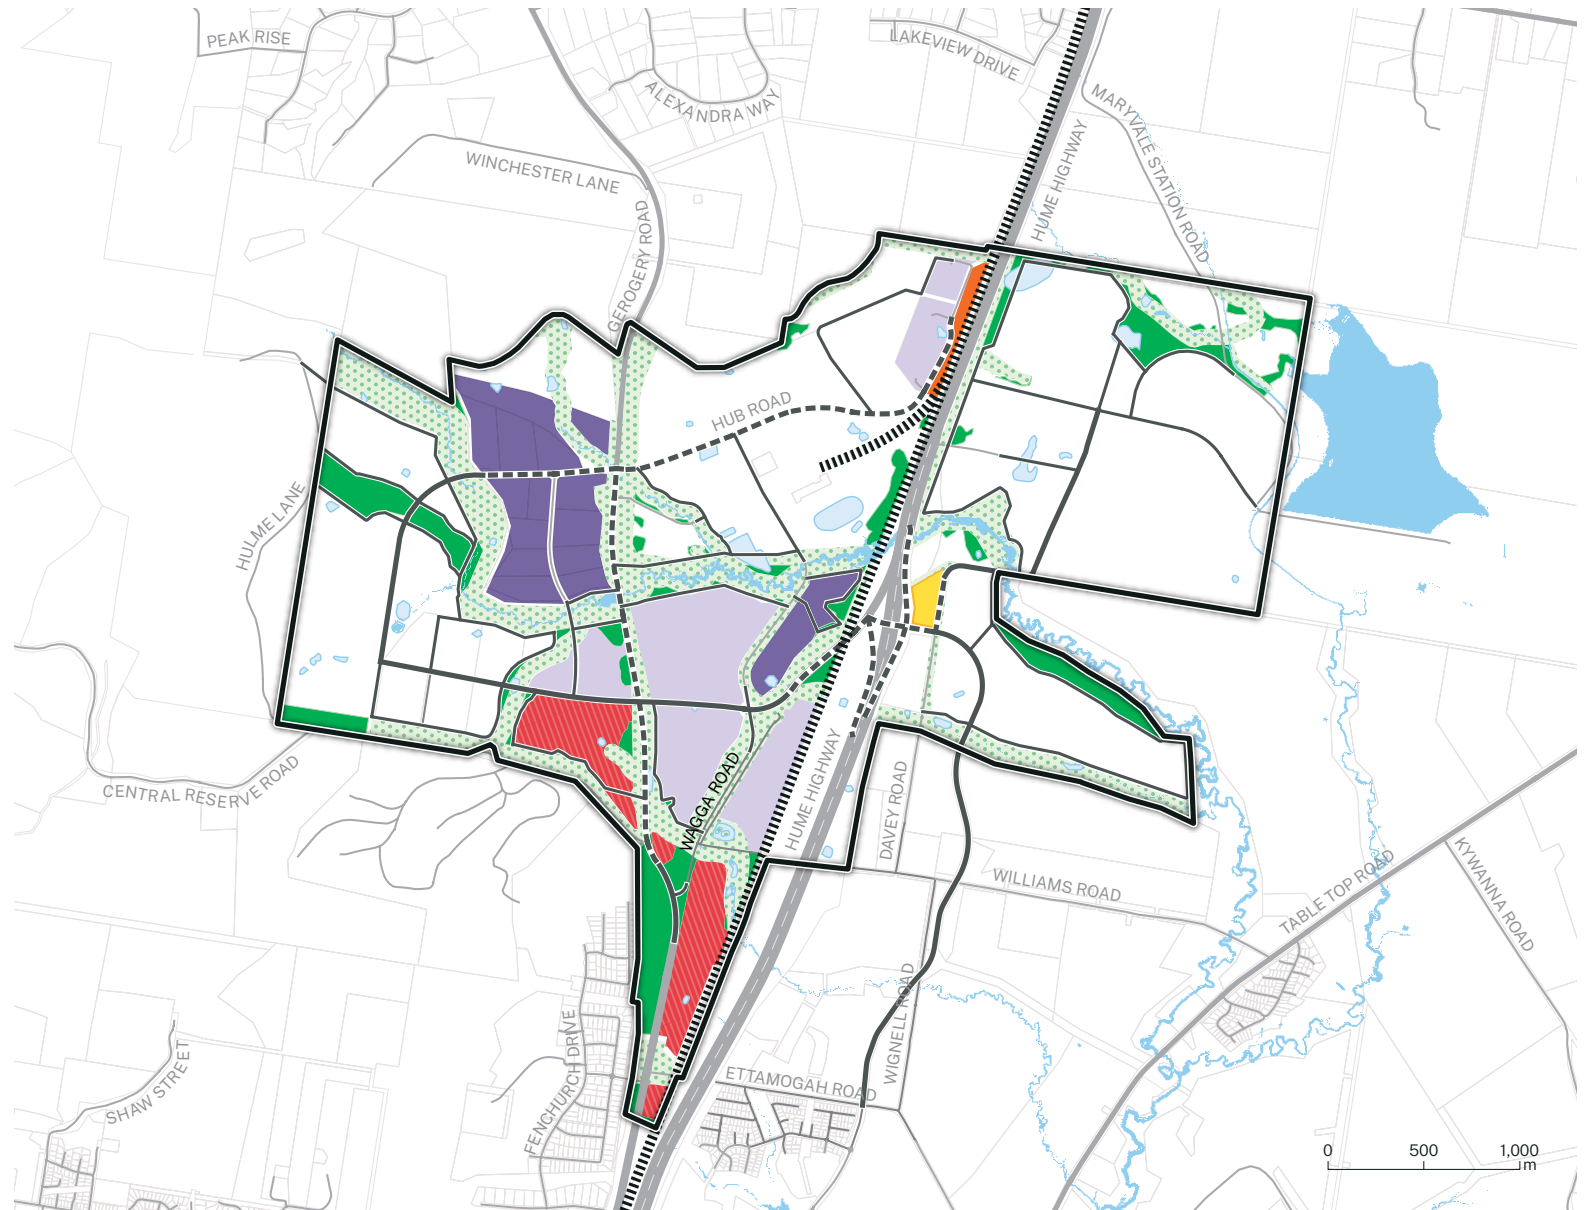 PEAK RISE
LAKEVIEW DRIVE
ALEXANDRA WAY
MARYVALE STATION ROAD
WINCHESTER LANE
HUME HIGHWAY
GEROGERY ROAD
HUB ROAD
HULME LANE
CENTRAL RESERVE ROAD
WAGGA ROAD
HUME HIGHWAY
DAVEY ROAD
WILLIAMS ROAD
TABLE TOP ROAD
KYWANNA ROAD
WIGNELL ROAD
FENCHURCH DRIVE
SHAW STREET
ETTAMOGAH ROAD
0 500 1,000
m